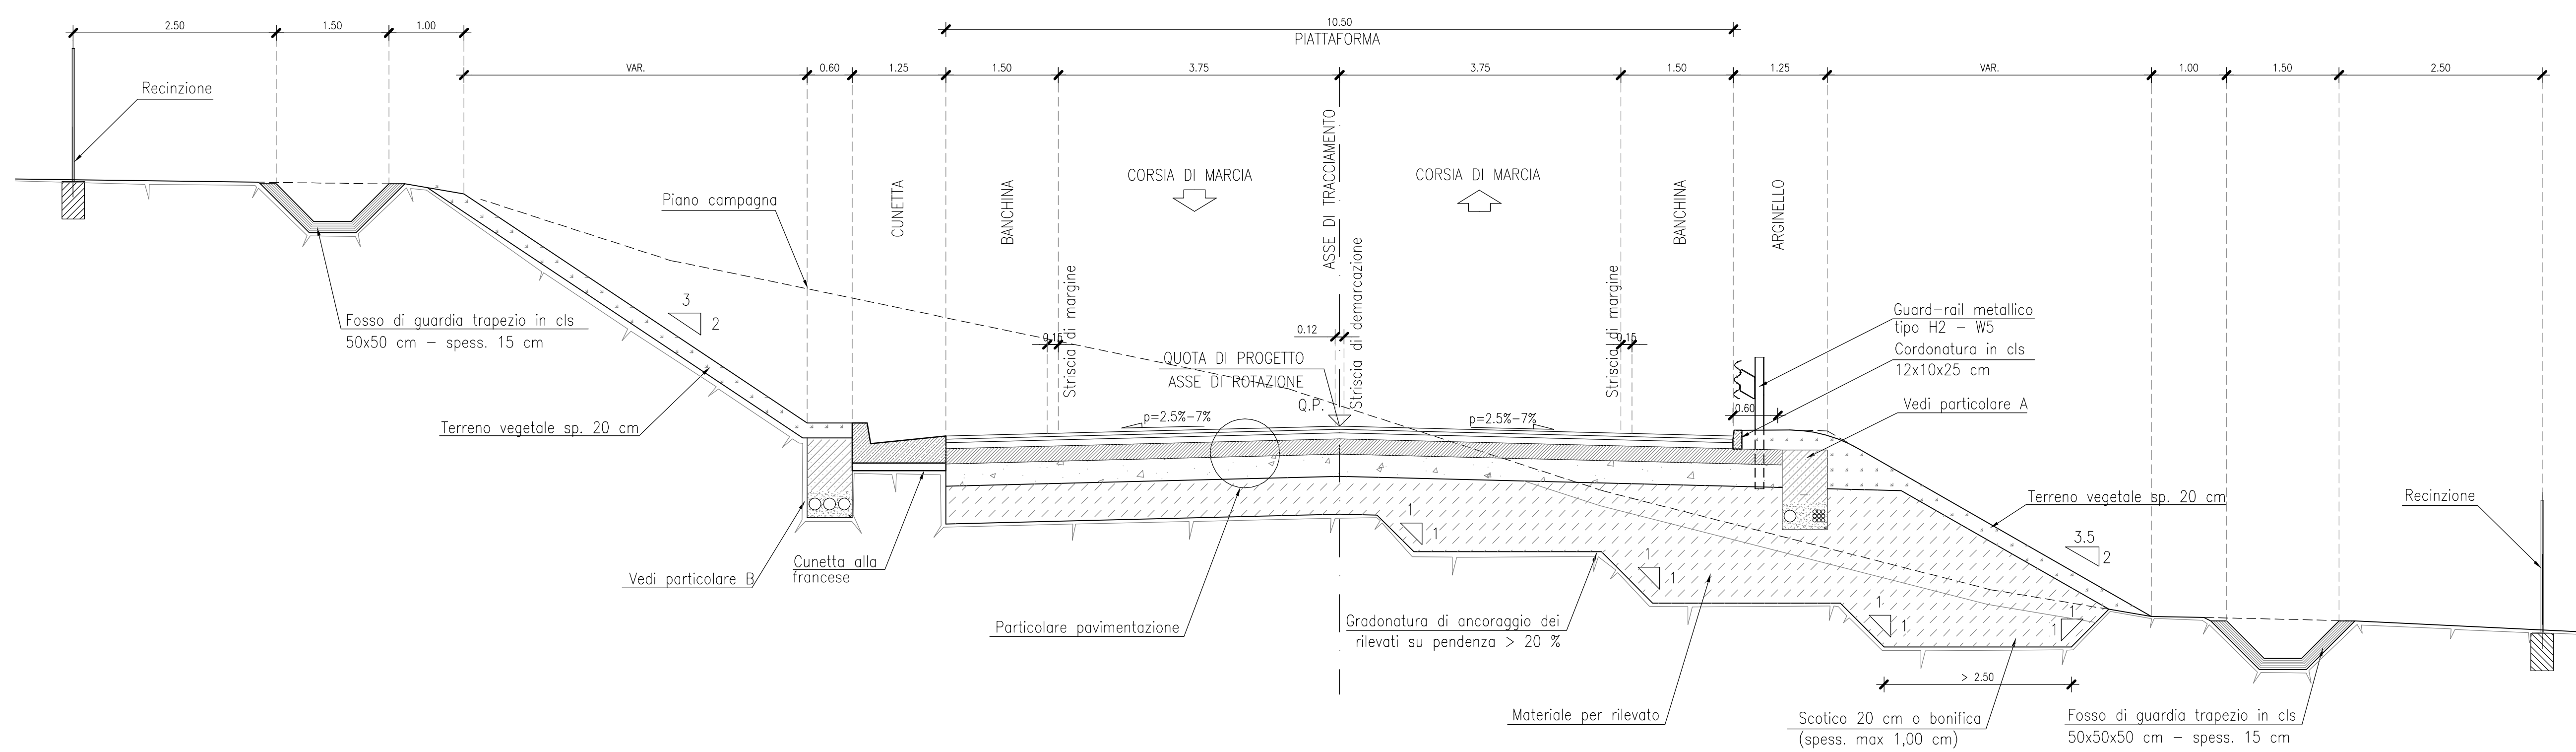 2.50
1.50
1.00
10.50
PIATTAFORMA
VAR.
0.60
1.25
1.50
3.75
3.75
1.50
1.25
VAR.
1.00
1.50
2.50
Recinzione
Piano campagna
CUNETTA
BANCHINA
CORSIA DI MARCIA
ASSE DI TRACCIAMENTO
CORSIA DI MARCIA
BANCHINA
ARGINELLO
Striscia di margine
Striscia di demarcazione
Striscia di margine
0.15
0.12
0.15
3
2
Fosso di guardia trapezio in cls
50x50 cm – spess. 15 cm
Terreno vegetale sp. 20 cm
QUOTA DI PROGETTO
ASSE DI ROTAZIONE
Q.P.
p=2.5%-7%
p=2.5%-7%
0.60
Guard-rail metallico
tipo H2 – W5
Cordonatura in cls
12x10x25 cm
Vedi particolare A
Terreno vegetale sp. 20 cm
Recinzione
3.5
2
1
1
1
1
1
1
1
1
Vedi particolare B
Cunetta alla
francese
Particolare pavimentazione
Gradonatura di ancoraggio dei
rilevati su pendenza > 20 %
> 2.50
Materiale per rilevato
Scotico 20 cm o bonifica
(spess. max 1,00 cm)
Fosso di guardia trapezio in cls
50x50x50 cm – spess. 15 cm